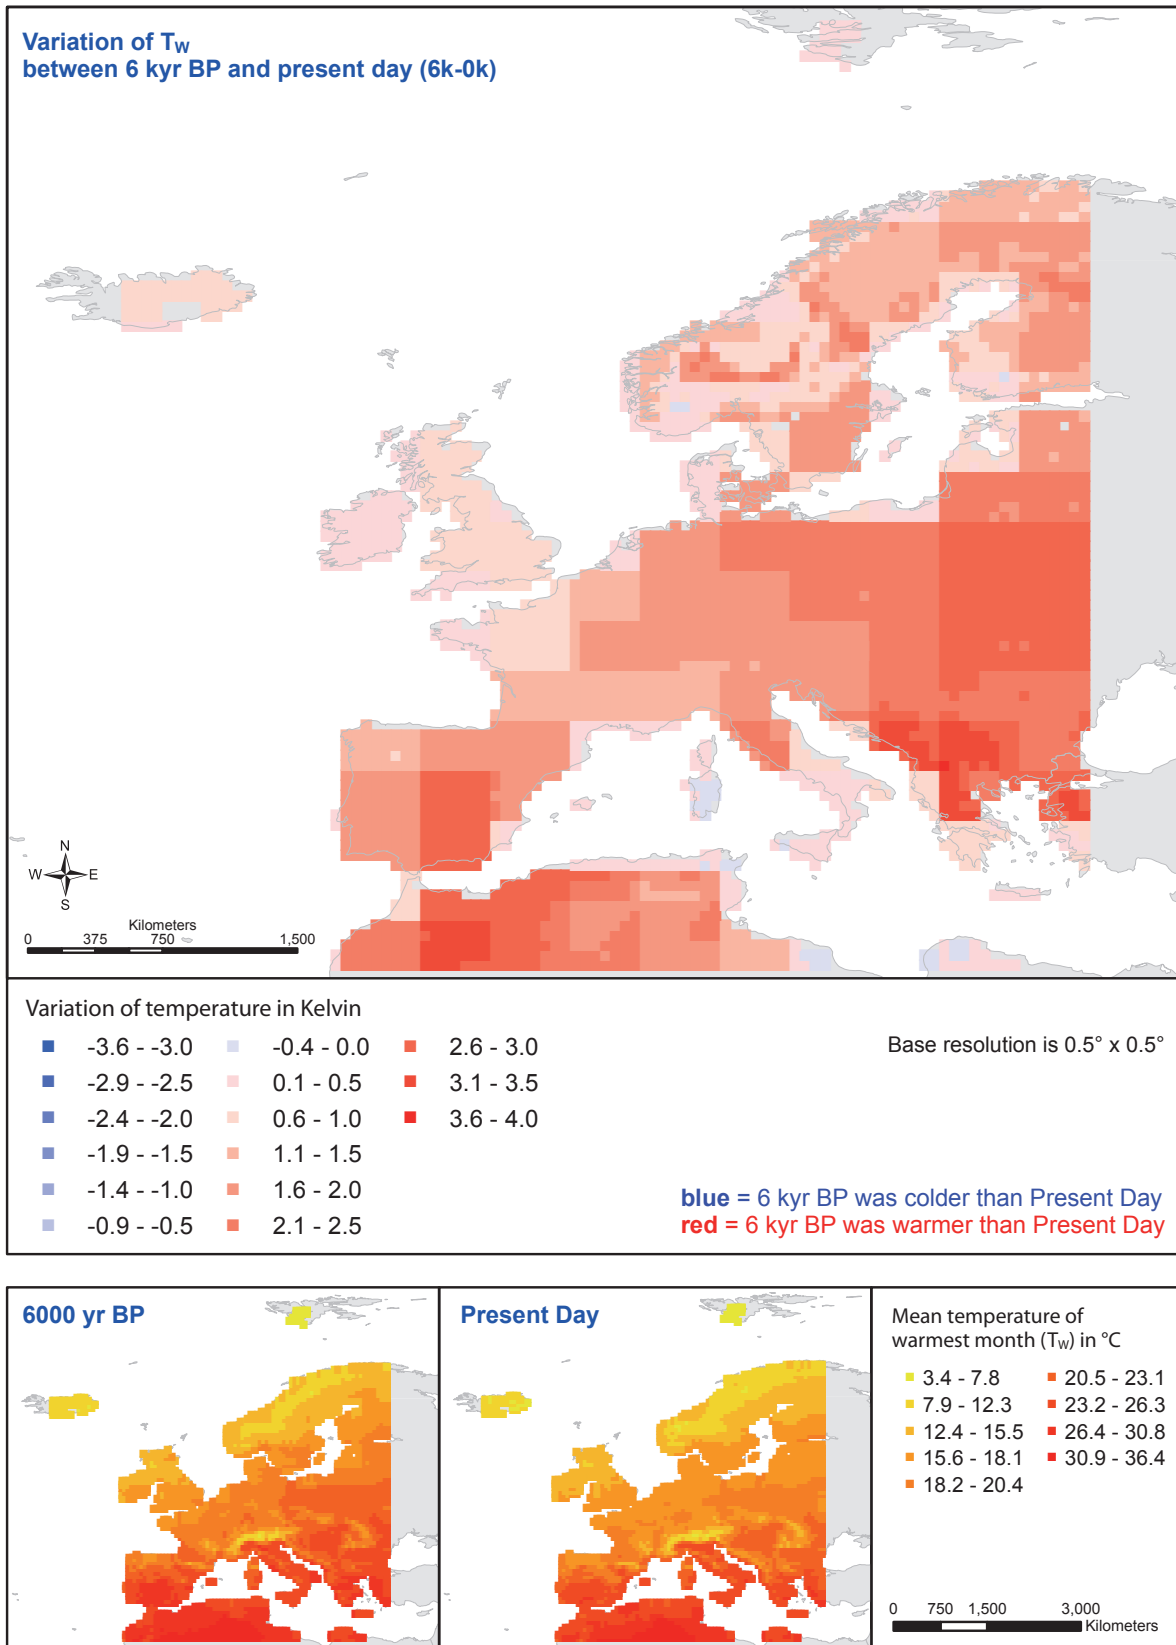 Variation of TW
between 6 kyr BP and present day (6k-0k)
N
W E
S
Kilometers
0 375 750 1,500
Variation of temperature in Kelvin
-3.6 - -3.0 -0.4 - 0.0 2.6 - 3.0
-2.9 - -2.5 0.1 - 0.5 3.1 - 3.5
-2.4 - -2.0 0.6 - 1.0 3.6 - 4.0
-1.9 - -1.5 1.1 - 1.5
-1.4 - -1.0 1.6 - 2.0
-0.9 - -0.5 2.1 - 2.5
Base resolution is 0.5° x 0.5°
blue = 6 kyr BP was colder than Present Day
red = 6 kyr BP was warmer than Present Day
6000 yr BP
Present Day
Mean temperature of
warmest month (TW) in °C
3.4 - 7.8 20.5 - 23.1
7.9 - 12.3 23.2 - 26.3
12.4 - 15.5 26.4 - 30.8
15.6 - 18.1 30.9 - 36.4
18.2 - 20.4
0 750 1,500 3,000
Kilometers